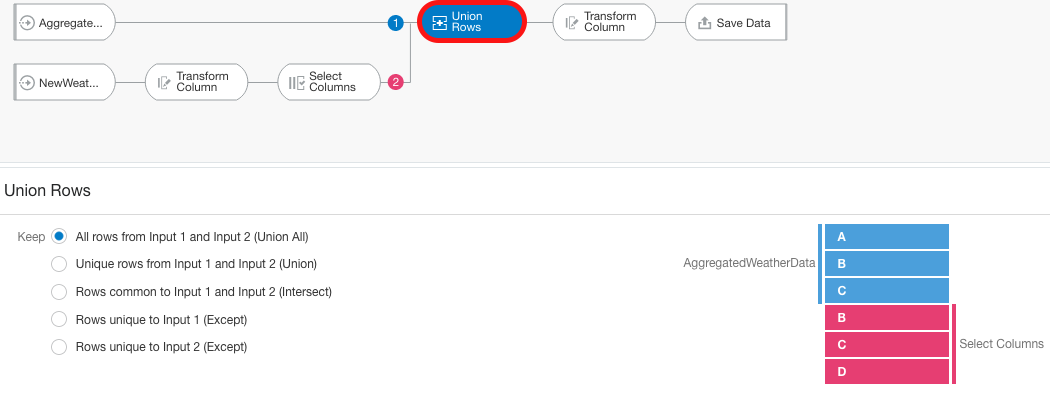 Aggregate...
1
Union
Rows
Transform
Column
Save Data
NewWeat...
Transform
Column
Select
Columns
2
Union Rows
Keep
All rows from Input 1 and Input 2 (Union All)
Unique rows from Input 1 and Input 2 (Union)
Rows common to Input 1 and Input 2 (Intersect)
Rows unique to Input 1 (Except)
Rows unique to Input 2 (Except)
AggregatedWeatherData
A
B
C
B
C
D
Select Columns